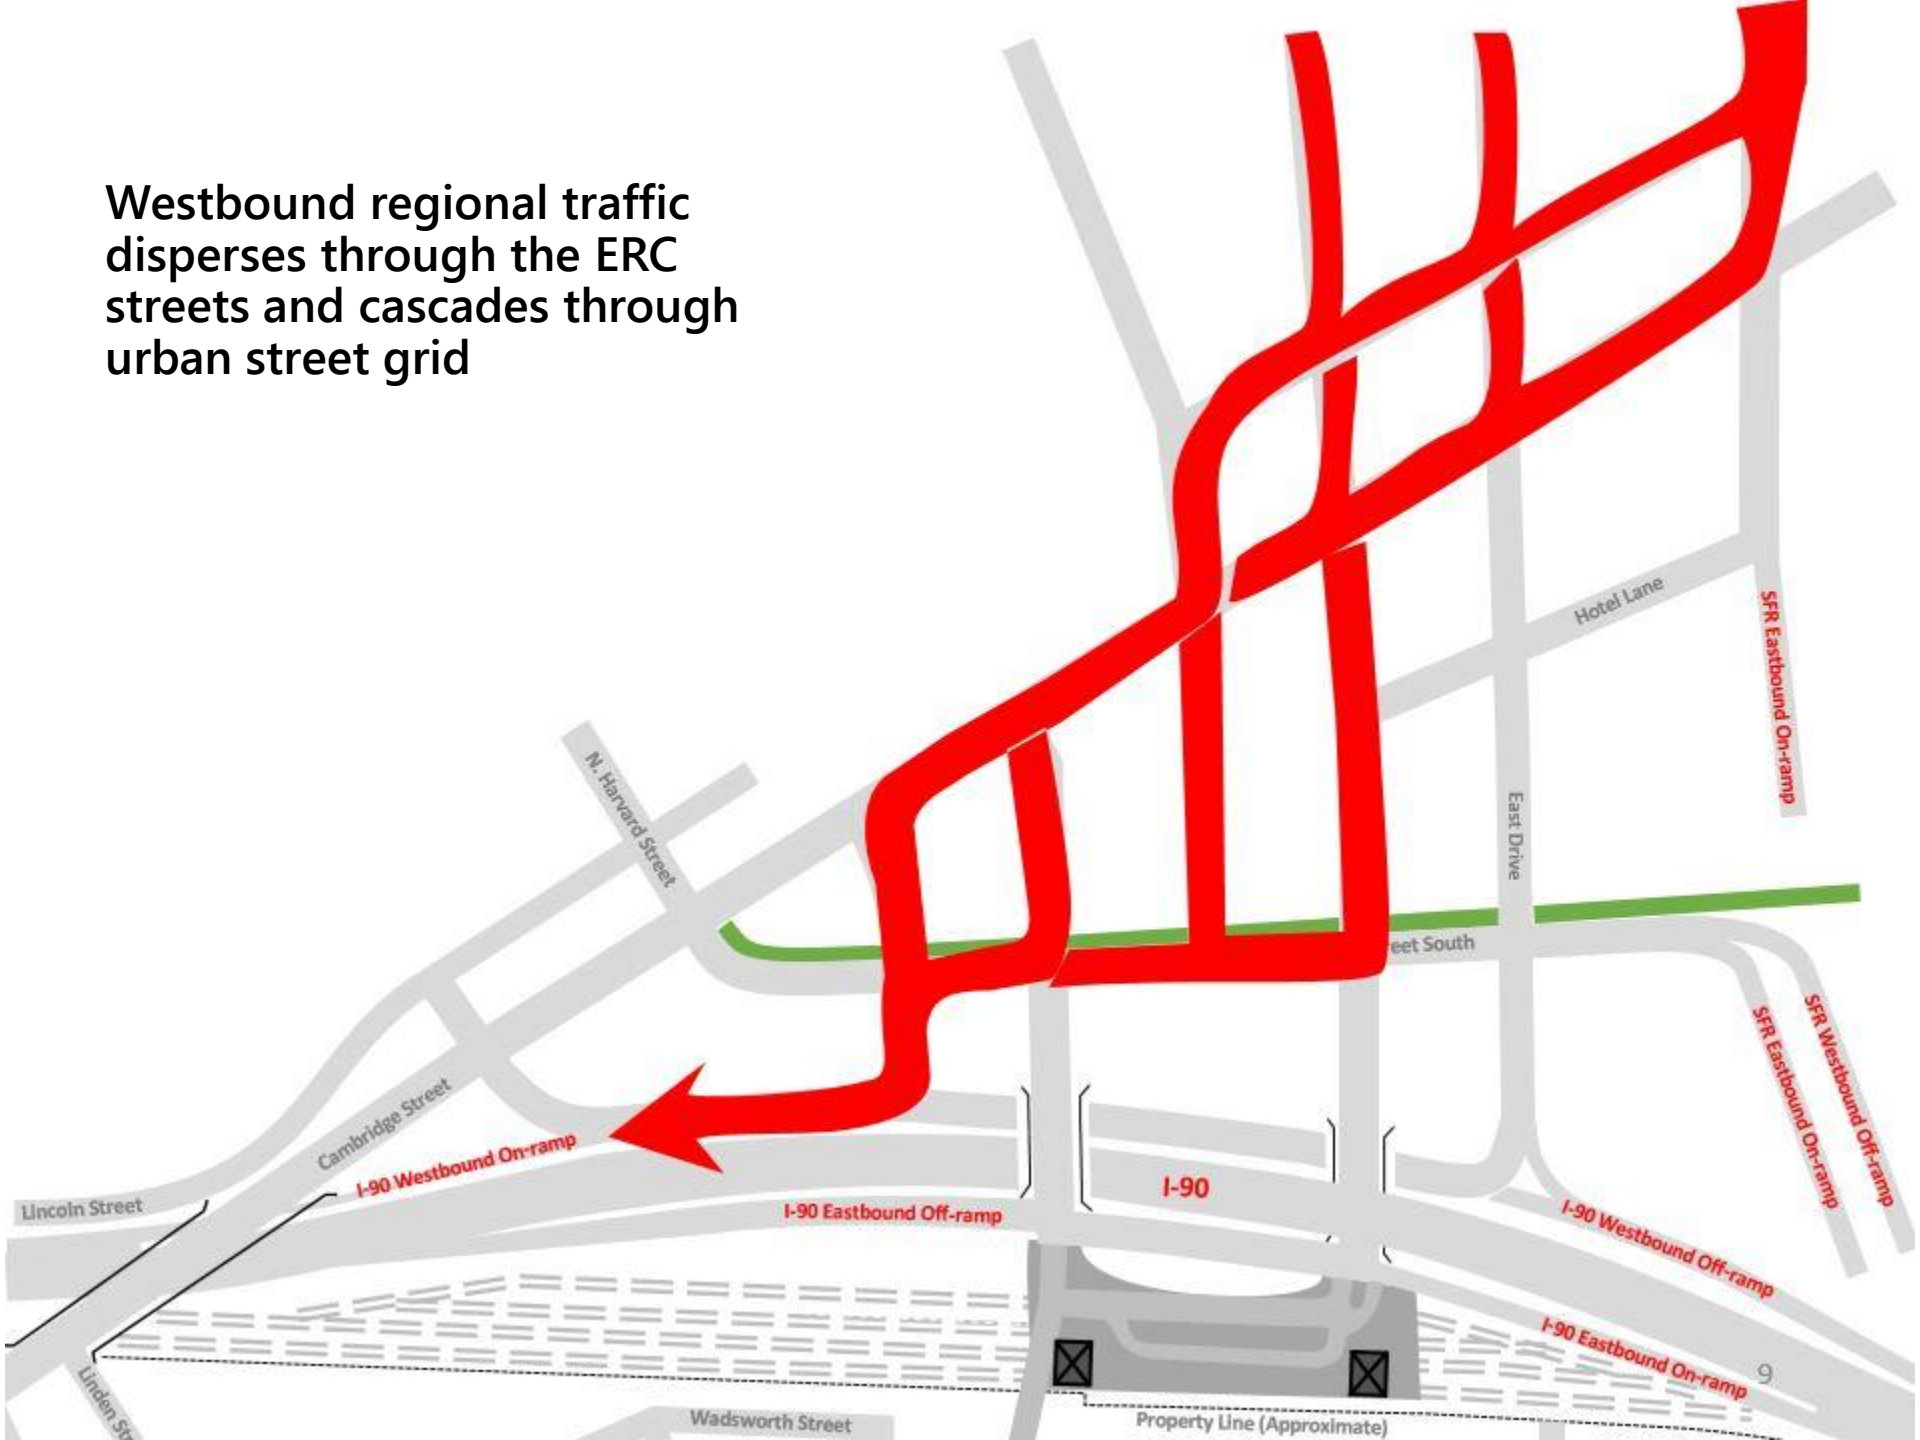 Westbound regional traffic
disperses through the ERC
streets and cascades through
urban street grid
Hotel Lane
SFR Eastbound On-ramp
N. Harvard Street
East Drive
eet South
Cambridge Street
SFR Eastbound On-ramp
SFR Westbound Off-ramp
I-90 Westbound On-ramp
Lincoln Street
I-90 Eastbound Off-ramp
I-90
I-90 Westbound Off-ramp
I-90 Eastbound On-ramp
9
Linden Str
Wadsworth Street
Property Line (Approximate)